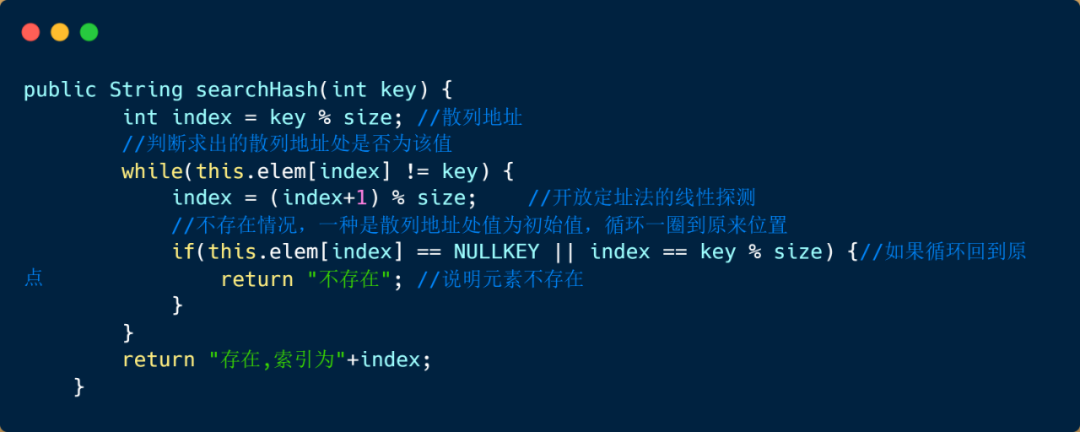 public String searchHash(int key) {
        int index = key % size; //散列地址
        //判断求出的散列地址处是否为该值
        while(this.elem[index] != key) {
            index = (index+1) % size;    //开放定址法的线性探测
            //不存在情况，一种是散列地址处值为初始值，循环一圈到原来位置
            if(this.elem[index] == NULLKEY || index == key % size) {//如果循环回到原
点                return "不存在"; //说明元素不存在
            }
        }
        return "存在,索引为"+index;
    }